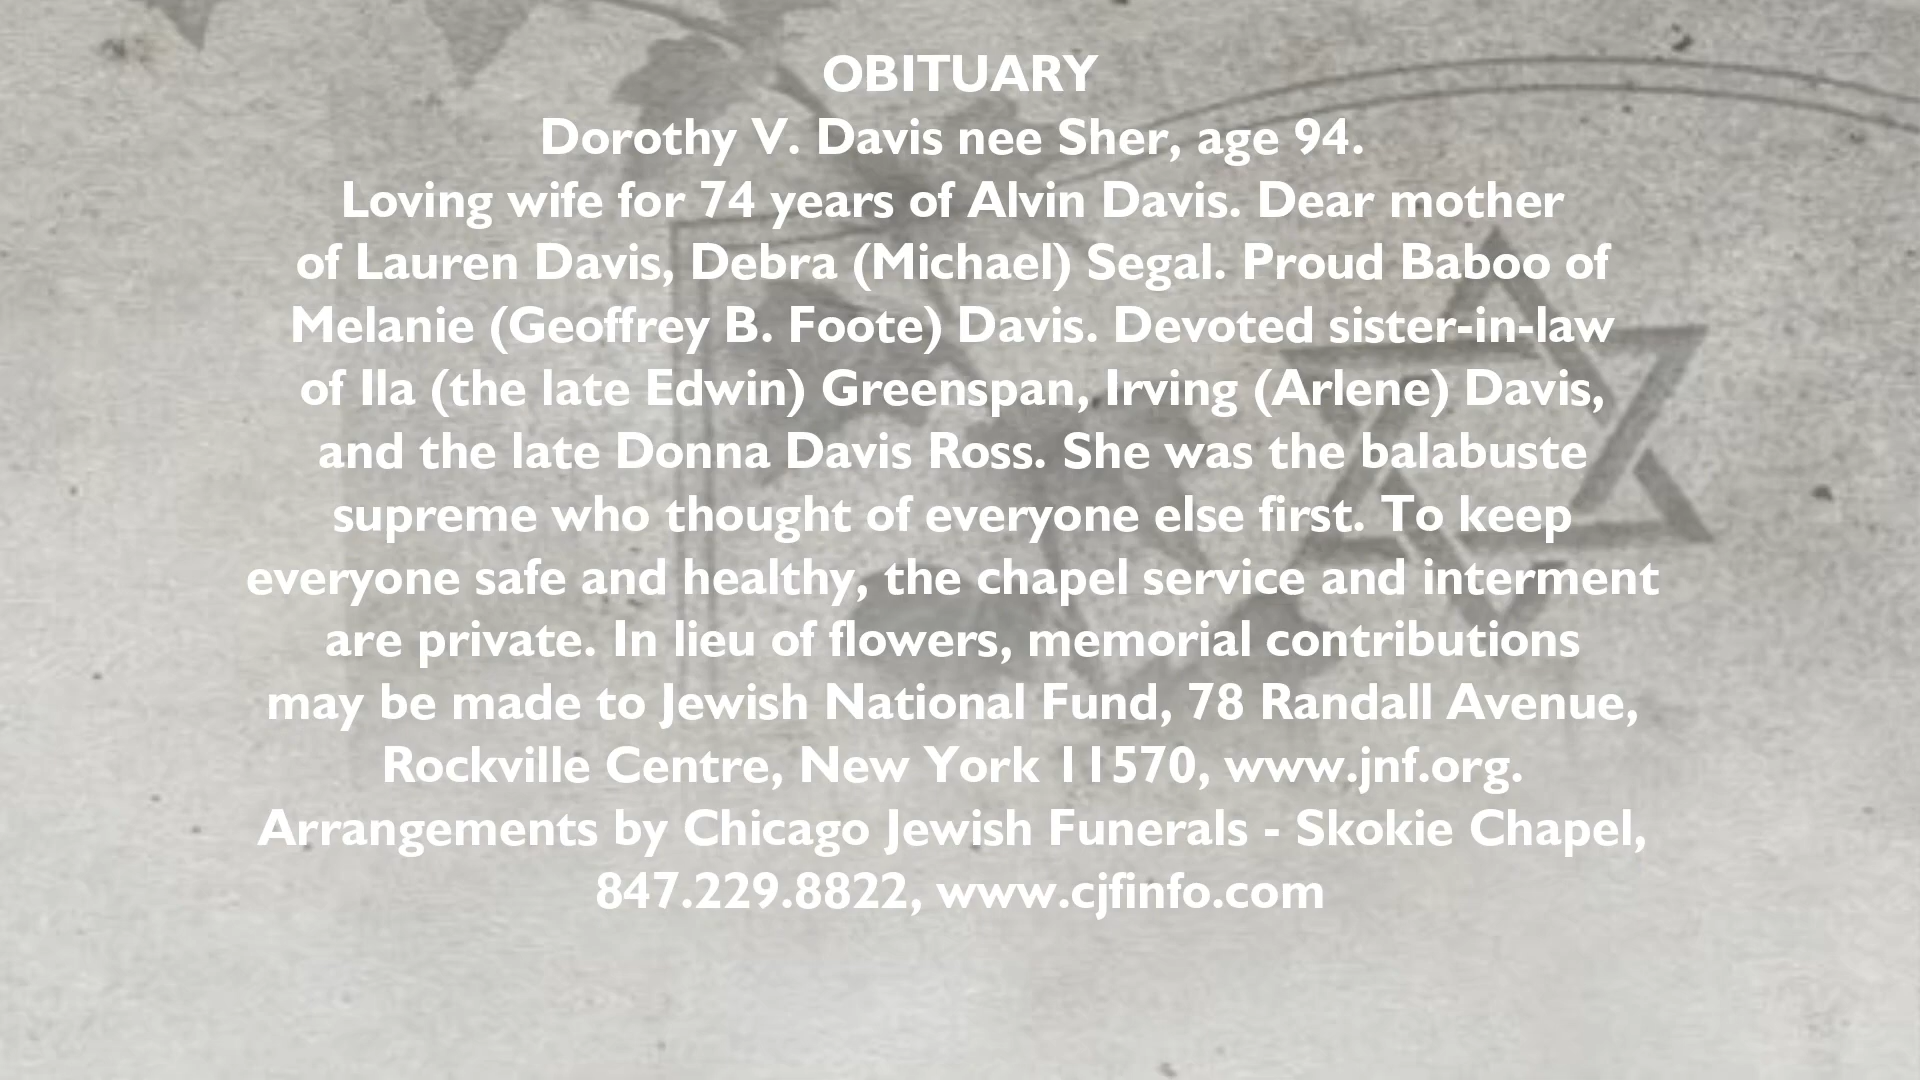 OBITUARY
Dorothy V. Davis nee Sher, age 94.
Loving wife for 74 years of Alvin Davis. Dear mother
of Lauren Davis, Debra (Michael) Segal. Proud Baboo of
Melanie (Geoffrey B. Foote) Davis. Devoted sister-in-law
of Ila (the late Edwin) Greenspan, Irving (Arlene) Davis,
and the late Donna Davis Ross. She was the balabuste
supreme who thought of everyone else first. To keep
everyone safe and healthy, the chapel service and interment
are private. In lieu of flowers, memorial contributions
may be made to Jewish National Fund, 78 Randall Avenue,
Rockville Centre, New York 11570, www.jnf.org.
Arrangements by Chicago Jewish Funerals - Skokie Chapel,
847.229.8822, www.cjfinfo.com